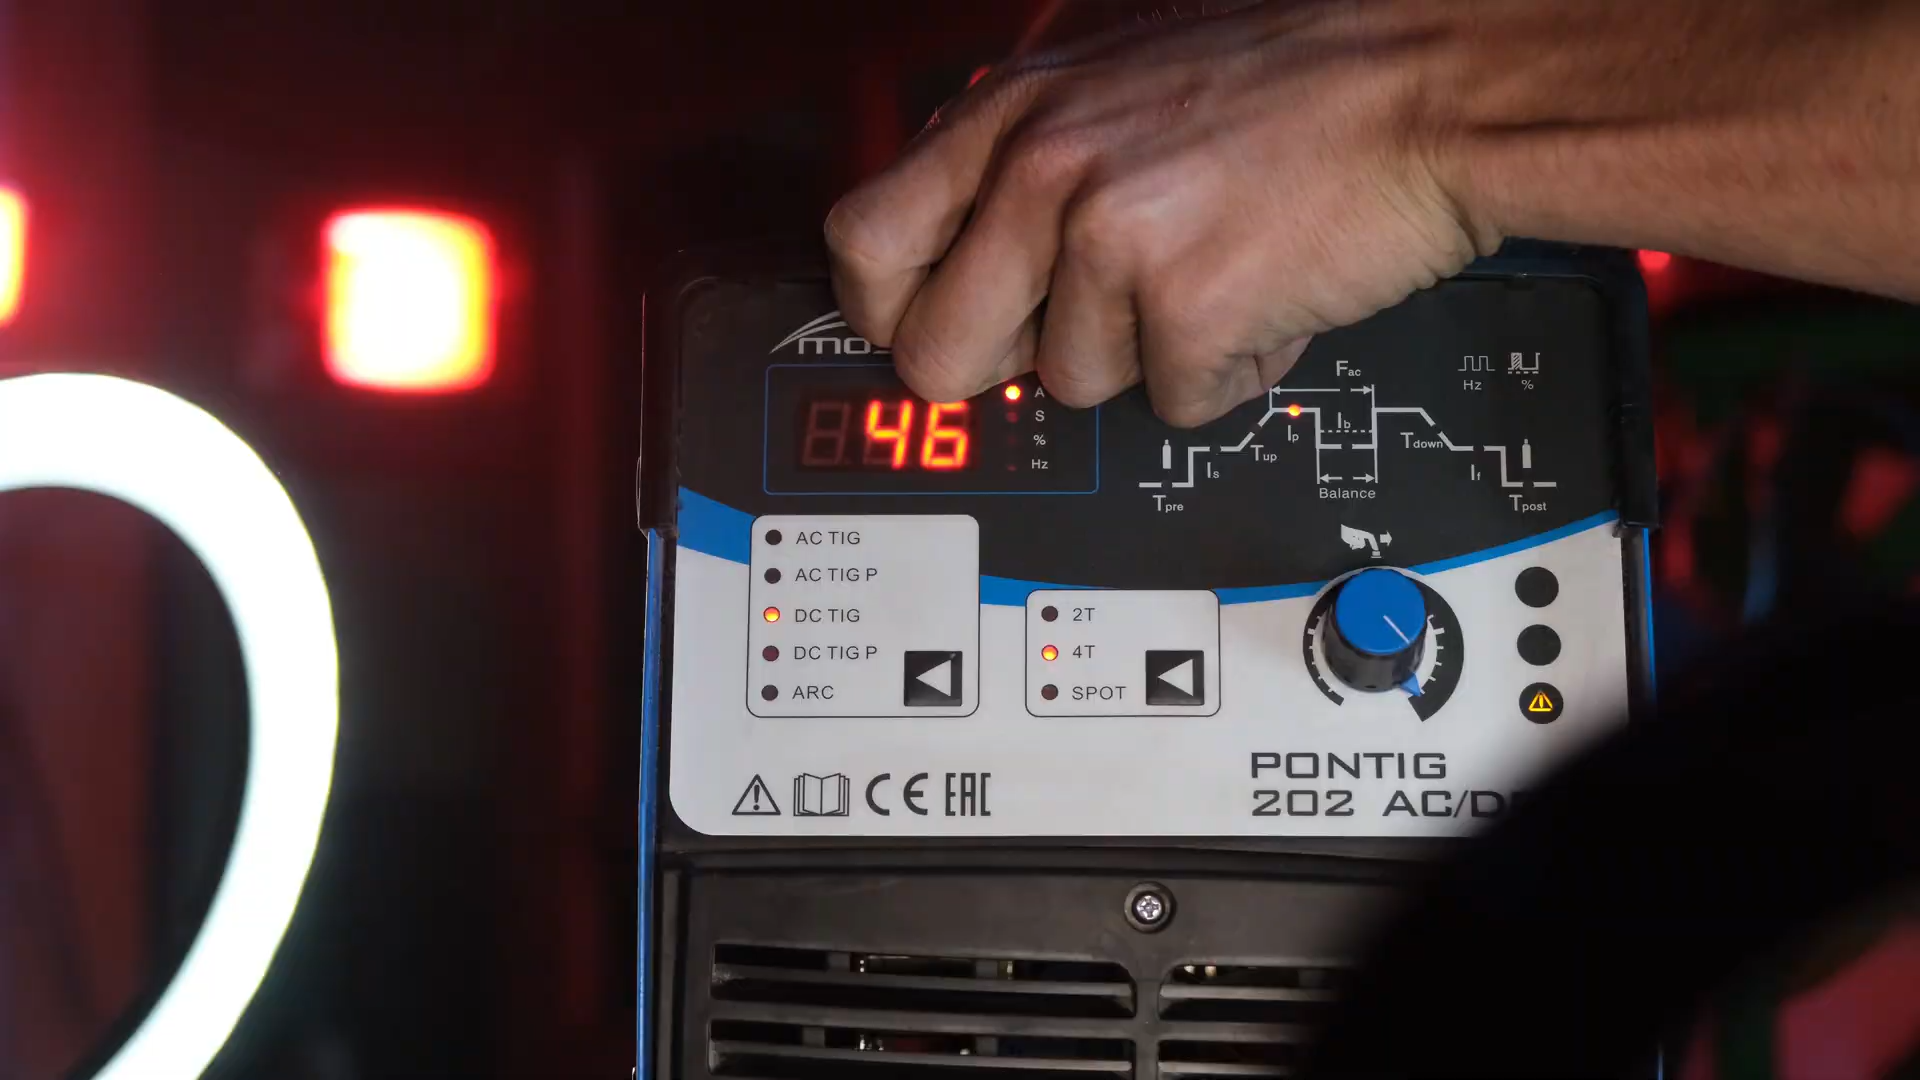 46
A
S
%
Hz
Fac
Hz %
Ip
Ib
Tup
Is
Tdown
If
Balance
Tpre
Tpost
AC TIG
AC TIG P
DC TIG
DC TIG P
ARC
2T
4T
SPOT
PONTIG
202 AC/
CE EAC